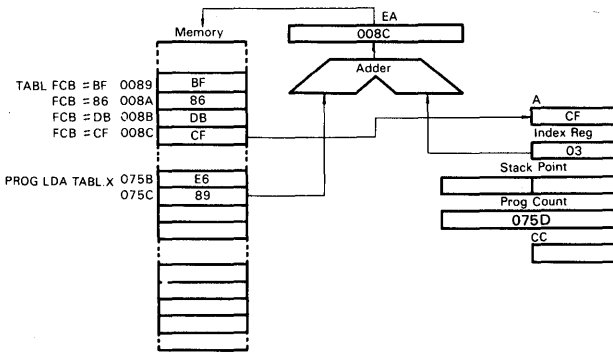 EA
Memory
008C
Adder
TABL FCB = BF 0089 BF
FCB = 86 008A 86
FCB = DB 008B DB
FCB = CF 008C CF
A
CF
Index Reg
03
Stack Point
PROG LDA TABL.X 075B E6
075C 89
Prog Count
075D
CC